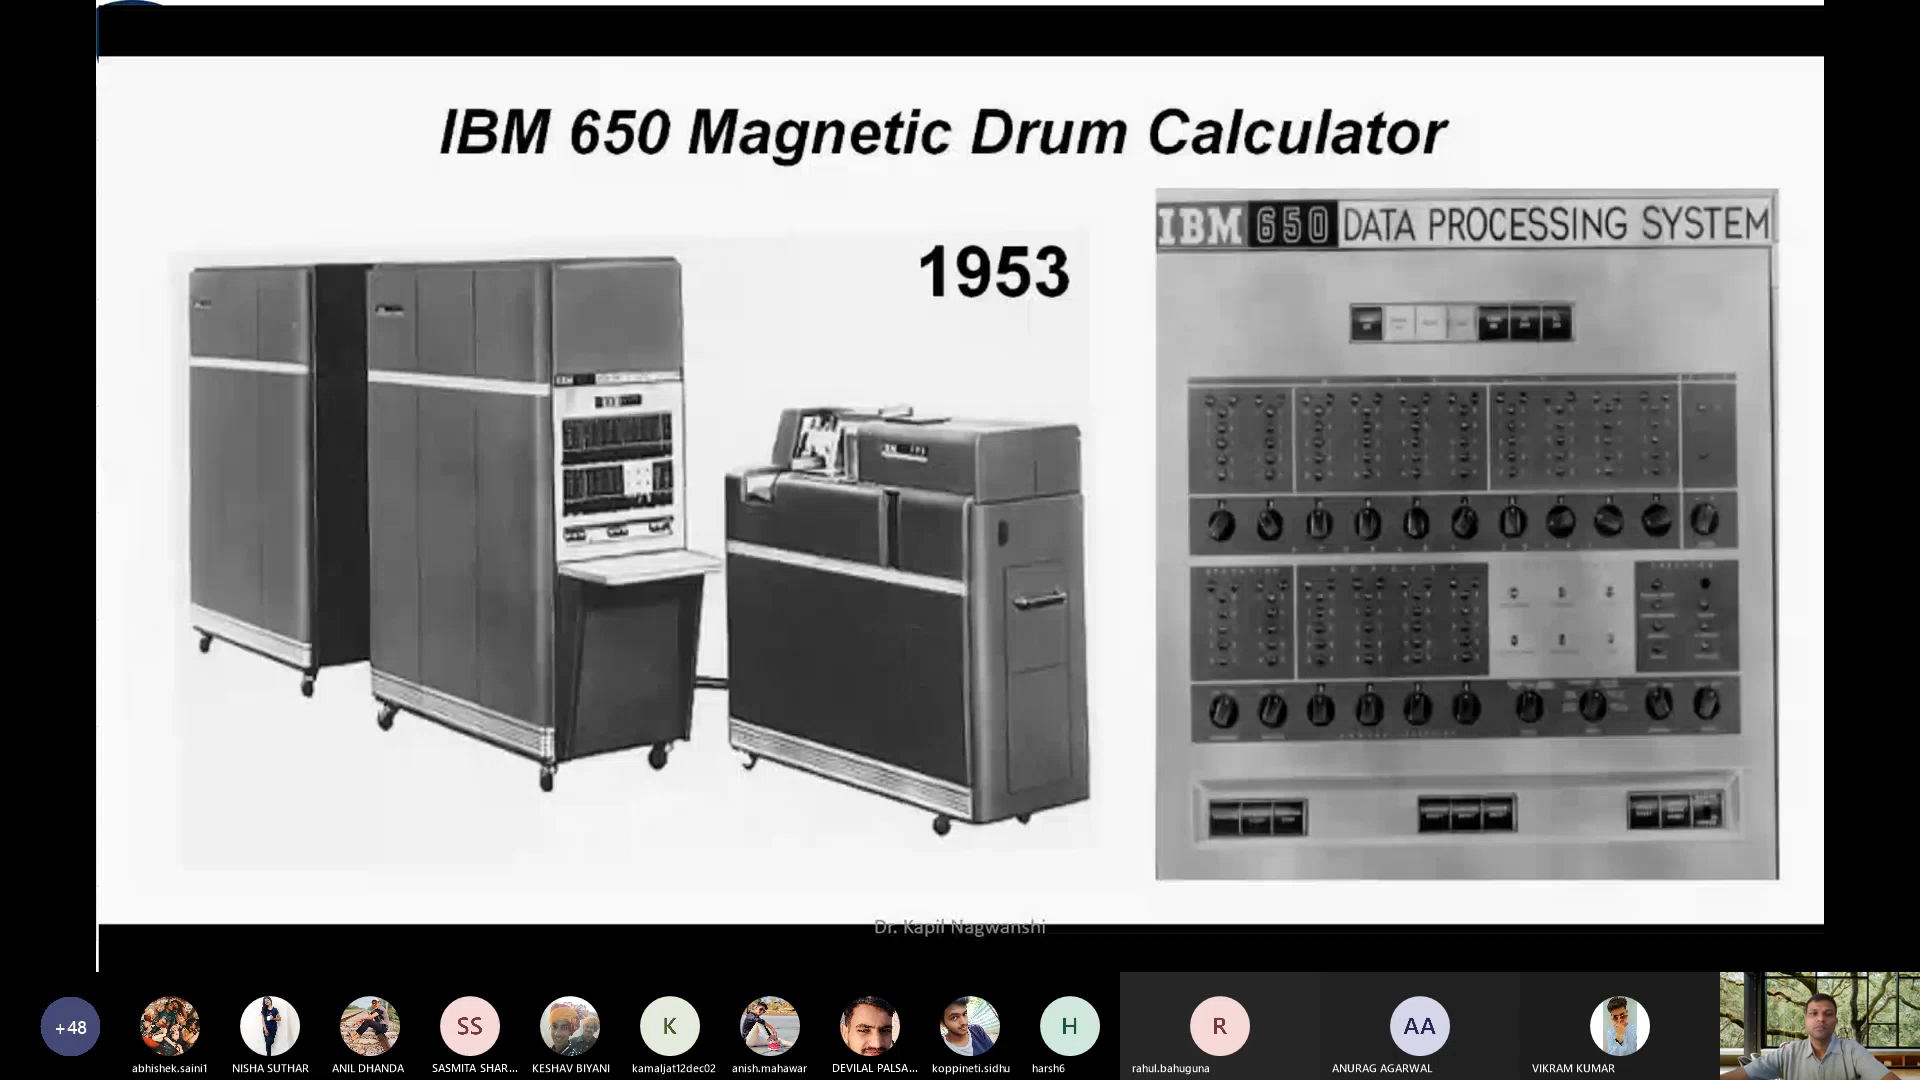 IBM 650 Magnetic Drum Calculator
1953
IBM 650 DATA PROCESSING SYSTEM
Dr. Kapil Nagwanshi
+48
SS
K
H
R
AA
abhishek.saini1
NISHA SUTHAR
ANIL DHANDA
SASMITA SHAR...
KESHAV BIYANI
kamaljat12dec02
anish.mahawar
DEVILAL PALSA...
koppineti.sidhu
harsh6
rahul.bahuguna
ANURAG AGARWAL
VIKRAM KUMAR